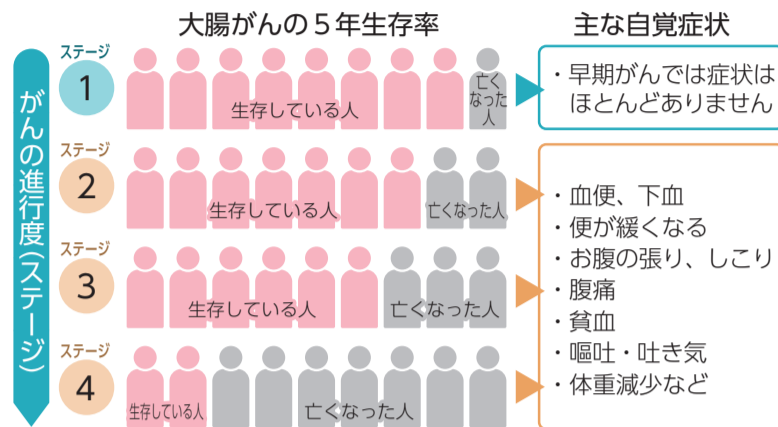 大腸がんの5年生存率
主な自覚症状
がんの進行度(ステージ)
ステージ
1
生存している人
亡く
なった
人
・早期がんでは症状は
ほとんどありません
ステージ
2
生存している人
亡くなった人
ステージ
3
生存している人
亡くなった人
ステージ
4
生存している人
亡くなった人
・血便、下血
・便が緩くなる
・お腹の張り、しこり
・腹痛
・貧血
・嘔吐・吐き気
・体重減少など